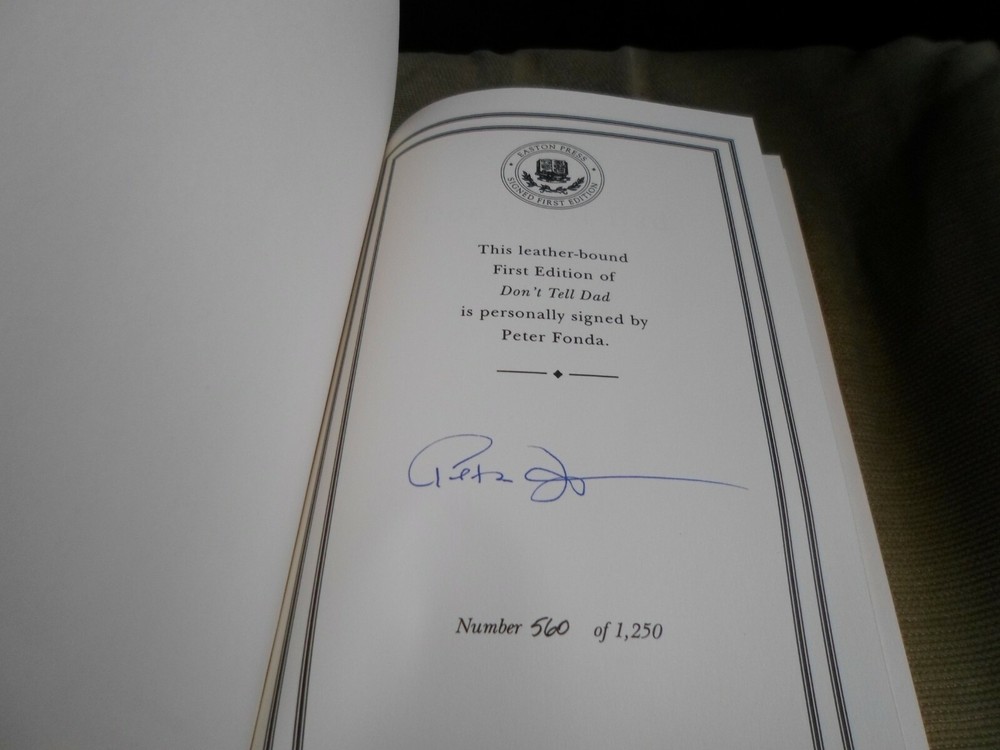 EASTON PRESS
SIGNED FIRST EDITION
This leather-bound
First Edition of
Don't Tell Dad
is personally signed by
Peter Fonda.
Number 560 of 1,250